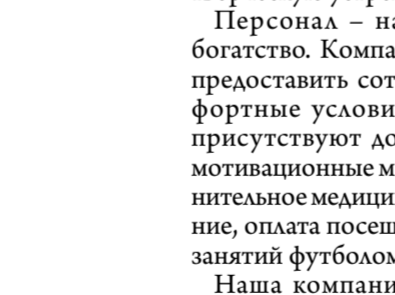 Персонал – на
богатство. Компа
предоставить сот
фортные услови
присутствуют до
мотивационные м
нительное медици
ние, оплата посещ
занятий футболом
Наша компани